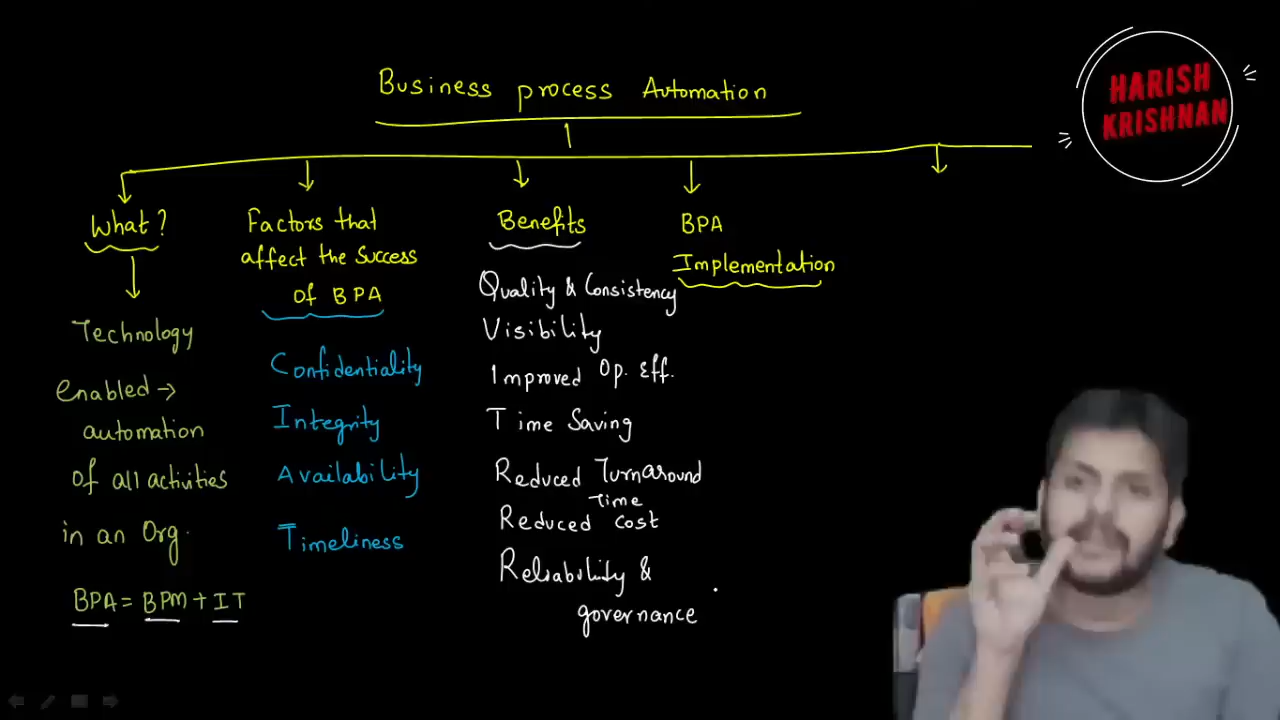 Business process Automation
HARISH
KRISHNAN
What?
Technology
enabled →
automation
of all activities
in an Org.
BPA = BPM + IT
Factors that
affect the Success
of BPA
Confidentiality
Integrity
Availability
Timeliness
Benefits
Quality & Consistency
Visibility
Improved Op. Eff.
Time Saving
Reduced Turnaround
Time
Reduced cost
Reliability &
governance
BPA
Implementation